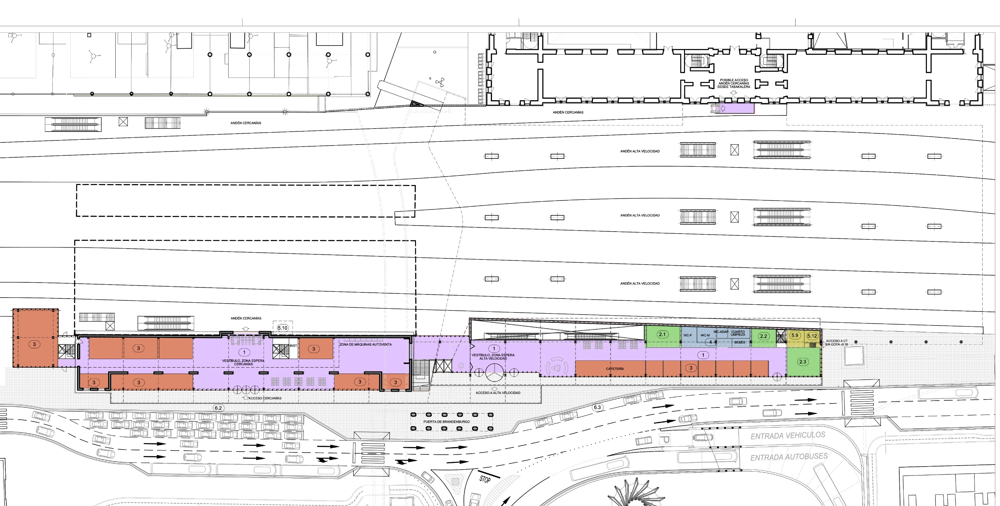 POSIBLE ACCESO
ANDÉN CERCANÍAS
DESDE TABAKALERA
ANDÉN CERCANÍAS
ANDÉN CERCANÍAS
ANDÉN ALTA VELOCIDAD
ANDÉN ALTA VELOCIDAD
ANDÉN ALTA VELOCIDAD
ANDÉN CERCANÍAS
5.10
3
3
1
VESTÍBULO, ZONA ESPERA
CERCANÍAS
INST.
3
ZONA DE MÁQUINAS AUTOVENTA
3
3
3
3
ACCESO CERCANÍAS
1
VESTÍBULO, ZONA ESPERA
ALTA VELOCIDAD
2.1
WC-F
WC-M
WC-ADAP.
CUARTO
LIMPIEZA
4
BEBÉS
2.2
5.9
5.12
ACCESO A CT
EN COTA -0.10
1
2.3
CAFETERÍA
3
ACCESO A ALTA VELOCIDAD
6.2
6.3
PUERTA DE BRANDENBURGO
P
ENTRADA VEHICULOS
ENTRADA AUTOBUSES
STOP